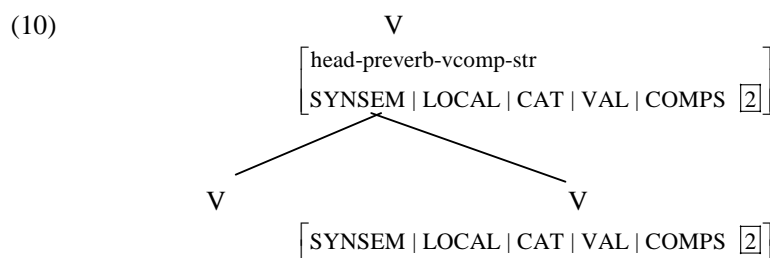 (10) V
head-preverb-vcomp-str
SYNSEM | LOCAL | CAT | VAL | COMPS 2
V V
SYNSEM | LOCAL | CAT | VAL | COMPS 2